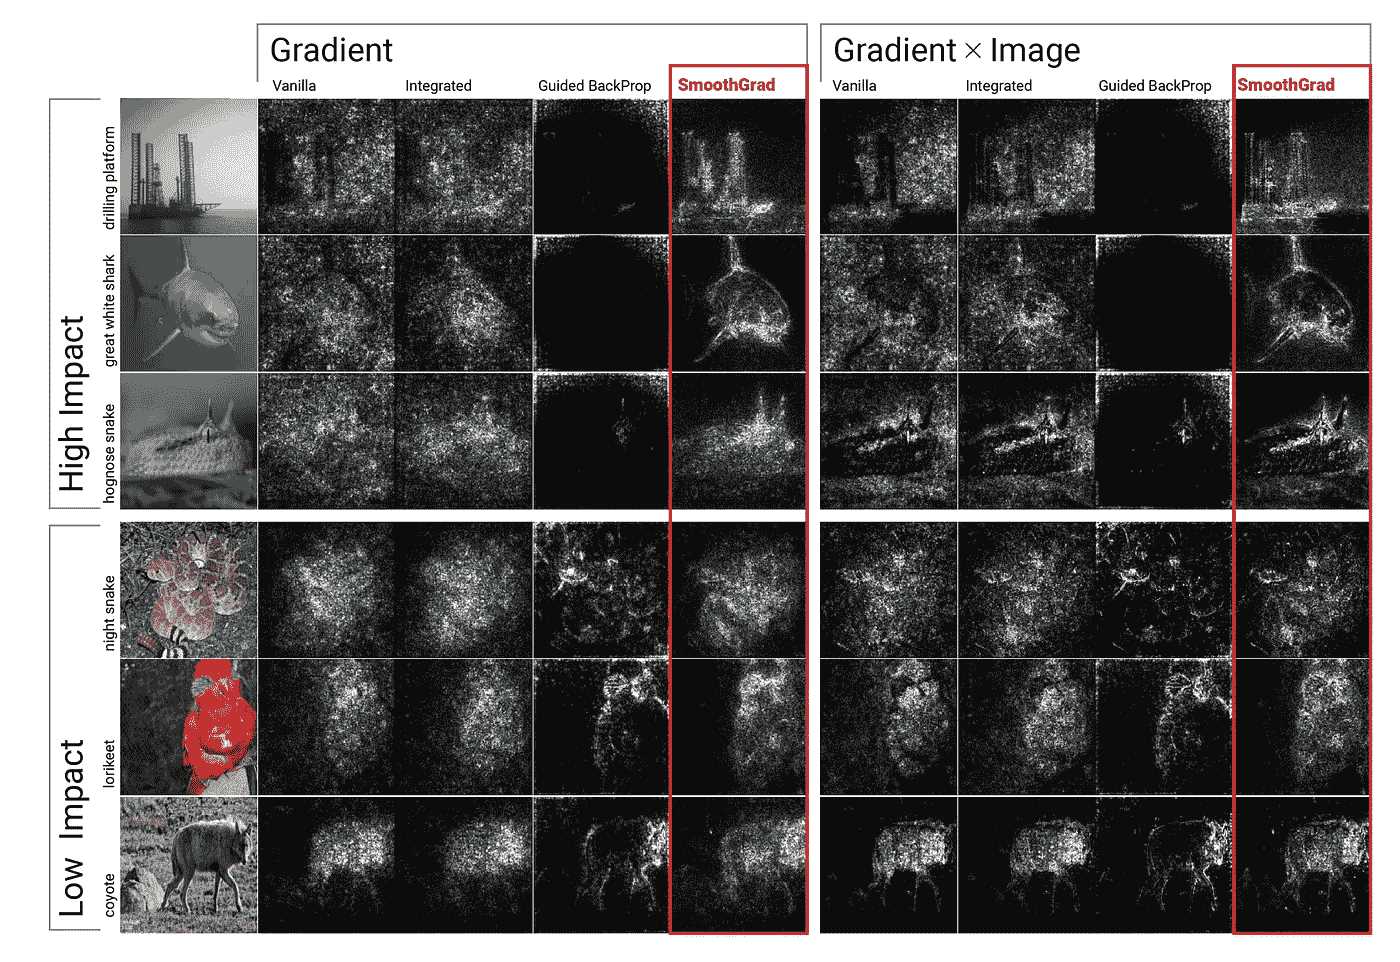 Gradient
Vanilla Integrated Guided BackProp SmoothGrad
Gradient × Image
Vanilla Integrated Guided BackProp SmoothGrad
High Impact
drilling platform
great white shark
hognose snake
Low Impact
night snake
lorikeet
coyote